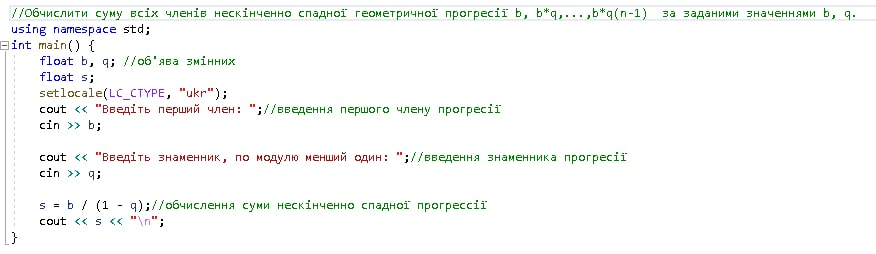 //Обчислити суму всіх членів нескінченно спадної геометричної прогресії b, b*q,...,b*q(n-1)  за заданими значеннями b, q.
using namespace std;
int main() {
    float b, q; //об'ява змінних
    float s;
    setlocale(LC_CTYPE, "ukr");
    cout << "Введіть перший член: ";//введення першого члену прогресії
    cin >> b;

    cout << "Введіть знаменник, по модулю менший один: ";//введення знаменника прогресії
    cin >> q;

    s = b / (1 - q);//обчислення суми нескінченно спадної прогрессії
    cout << s << "\n";
}